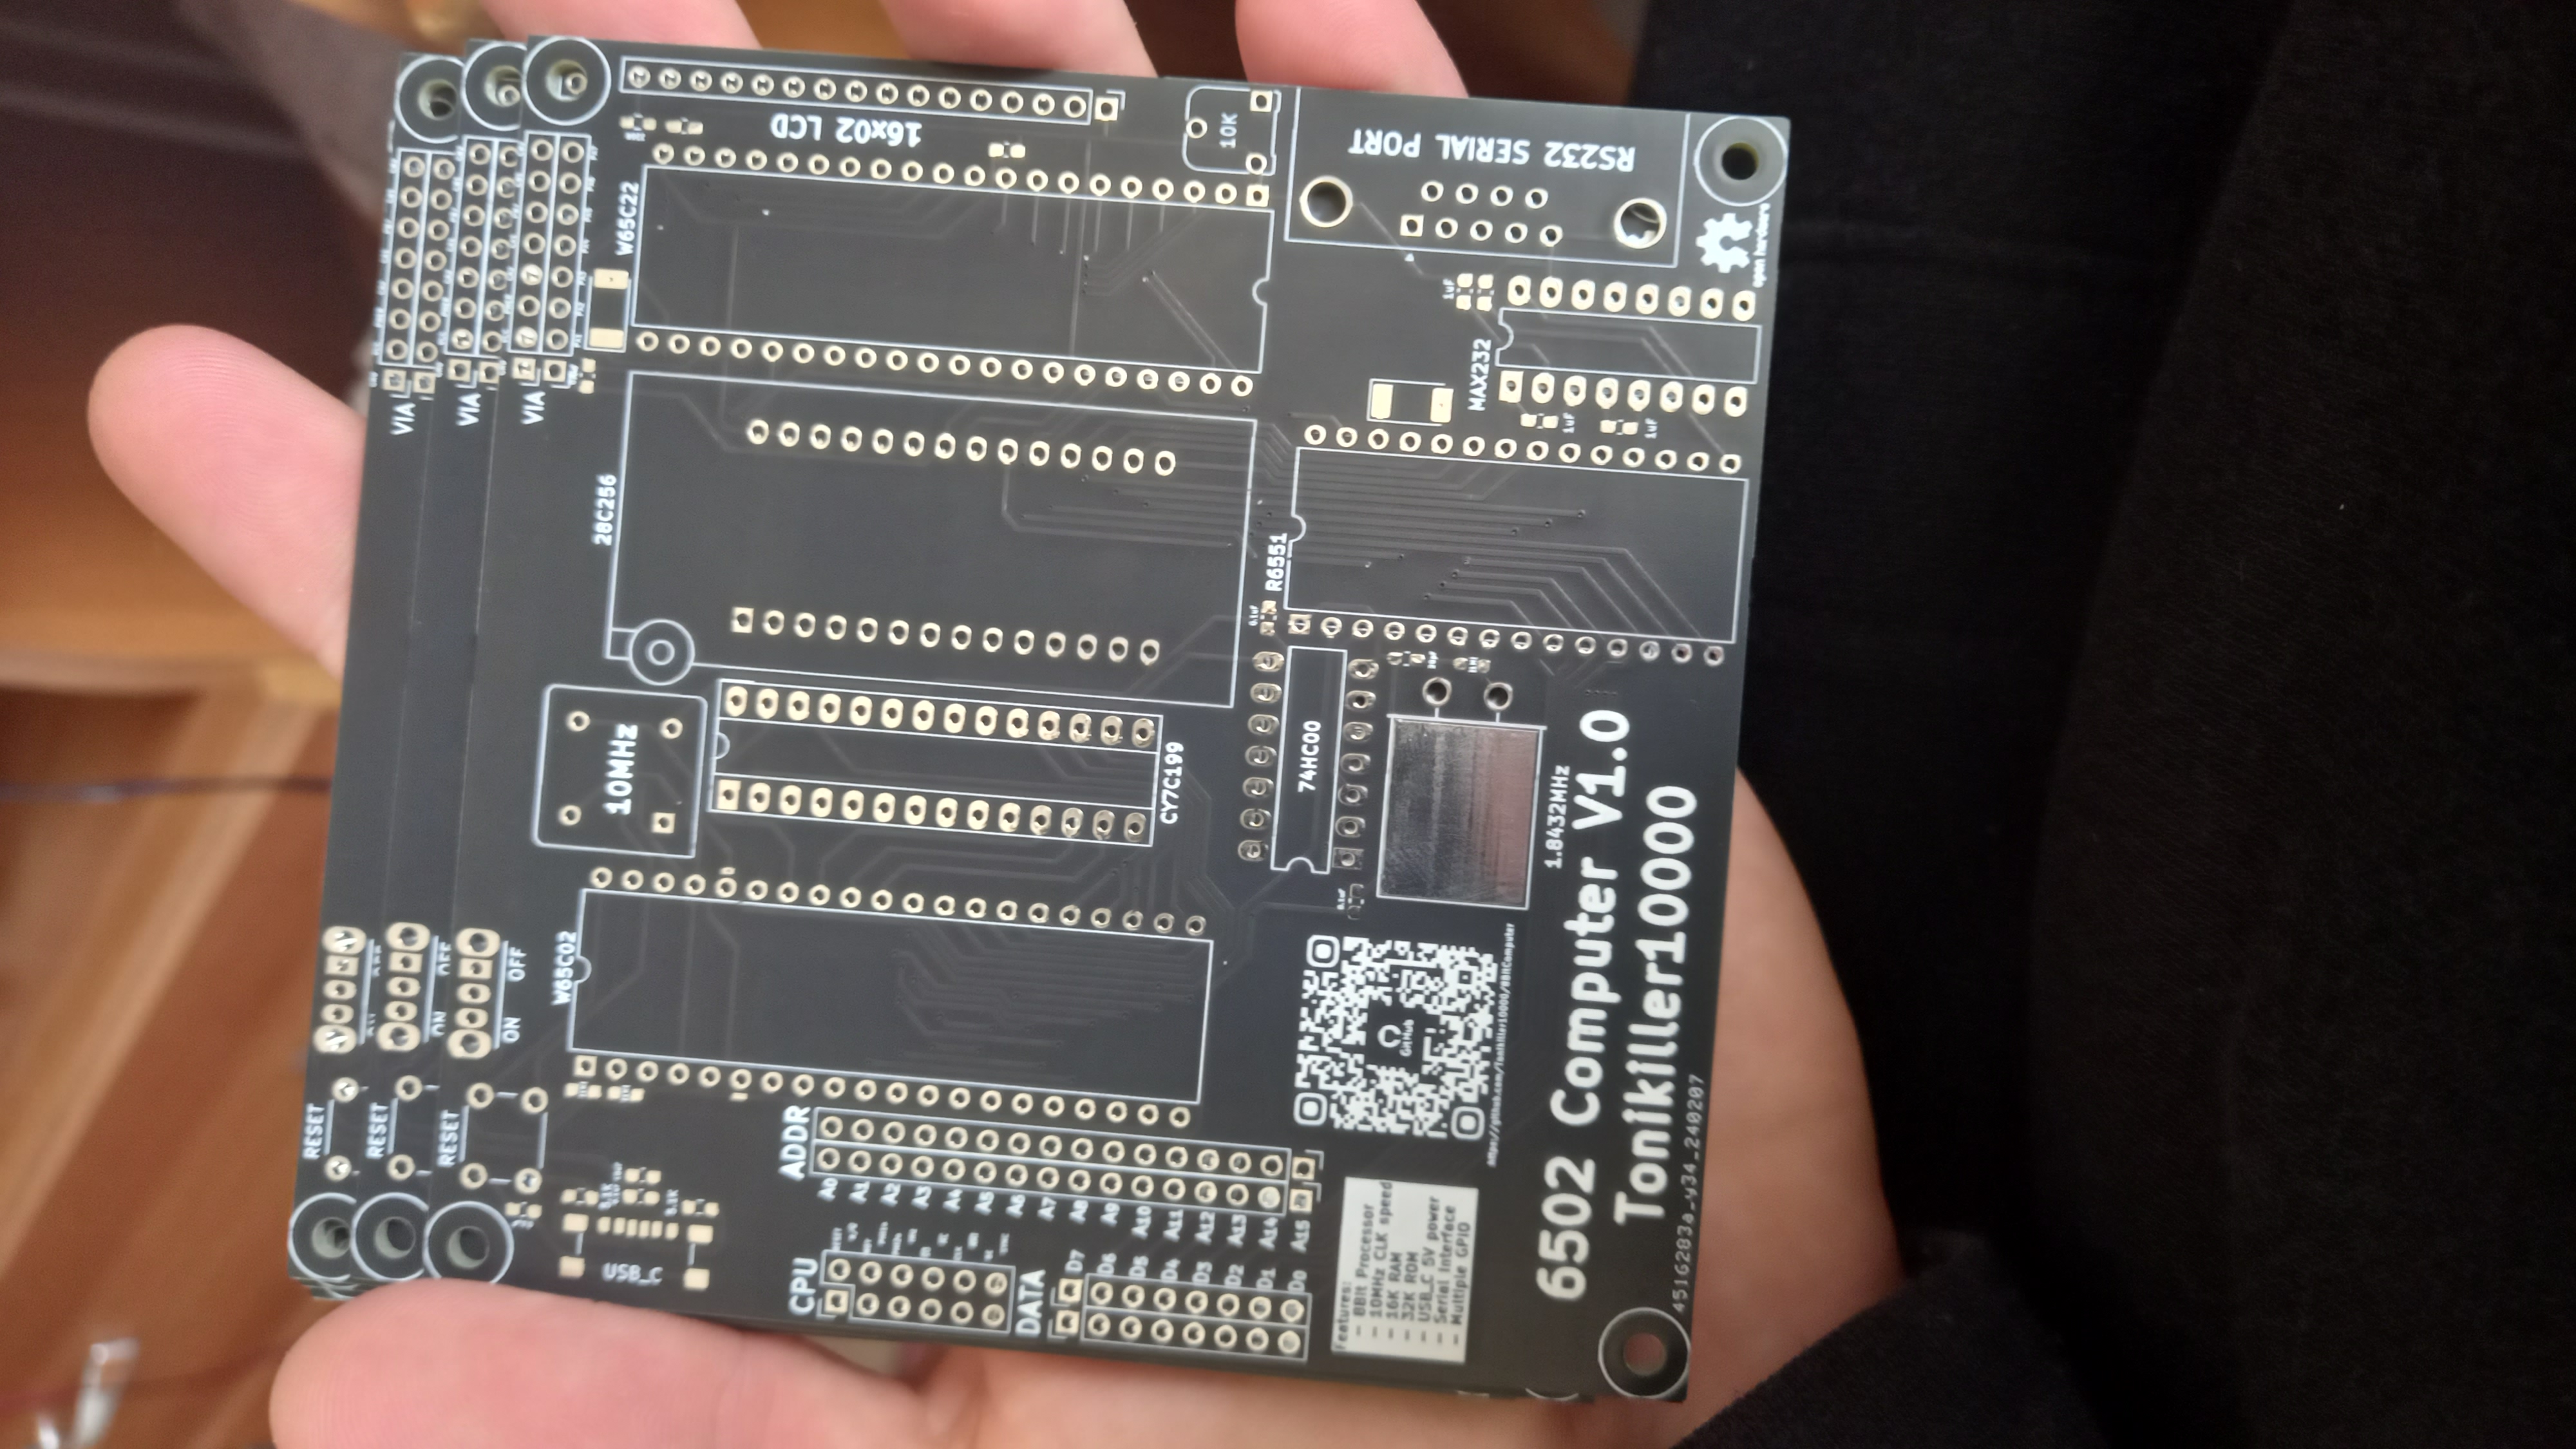 RESET
RESET
RESET
ON OFF
ON OFF
VIA
VIA
VIA
W65C02
10MHz
28C256
W65C22
USB_C
5.1K
5.1K
16x02 LCD
CPU
ADDR
A0
A1
A2
A3
A4
A5
A6
A7
A8
A9
A10
A11
A12
A13
A14
A15
DATA
D7
D6
D5
D4
D3
D2
D1
D0
CY7C199
10K
0.1uF
R6551
74HC00
0.1uF
Features:
- 8Bit Processor
- 10MHz CLK speed
- 16K RAM
- 32K ROM
- USB_C 5V power
- Serial Interface
- Multiple GPIO
GitHub
https://github.com/Tonikiller10000/8BitComputer
1.8432MHz
MAX232
1uF
1uF
1uF
RS232 SERIAL PORT
6502 Computer V1.0
Tonikiller10000
4516283a_y34_240207
open hardware